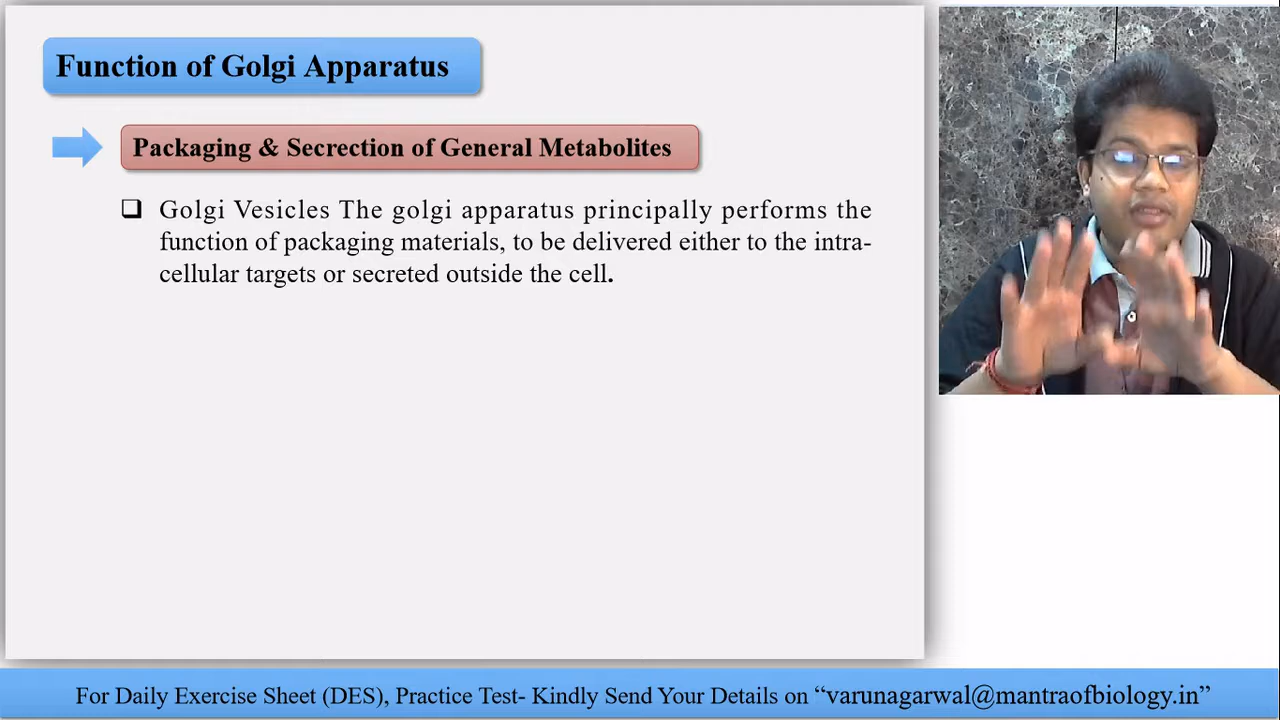 Function of Golgi Apparatus
Packaging & Secrection of General Metabolites
Golgi Vesicles The golgi apparatus principally performs the
function of packaging materials, to be delivered either to the intra-
cellular targets or secreted outside the cell.
For Daily Exercise Sheet (DES), Practice Test- Kindly Send Your Details on “varunagarwal@mantraofbiology.in”